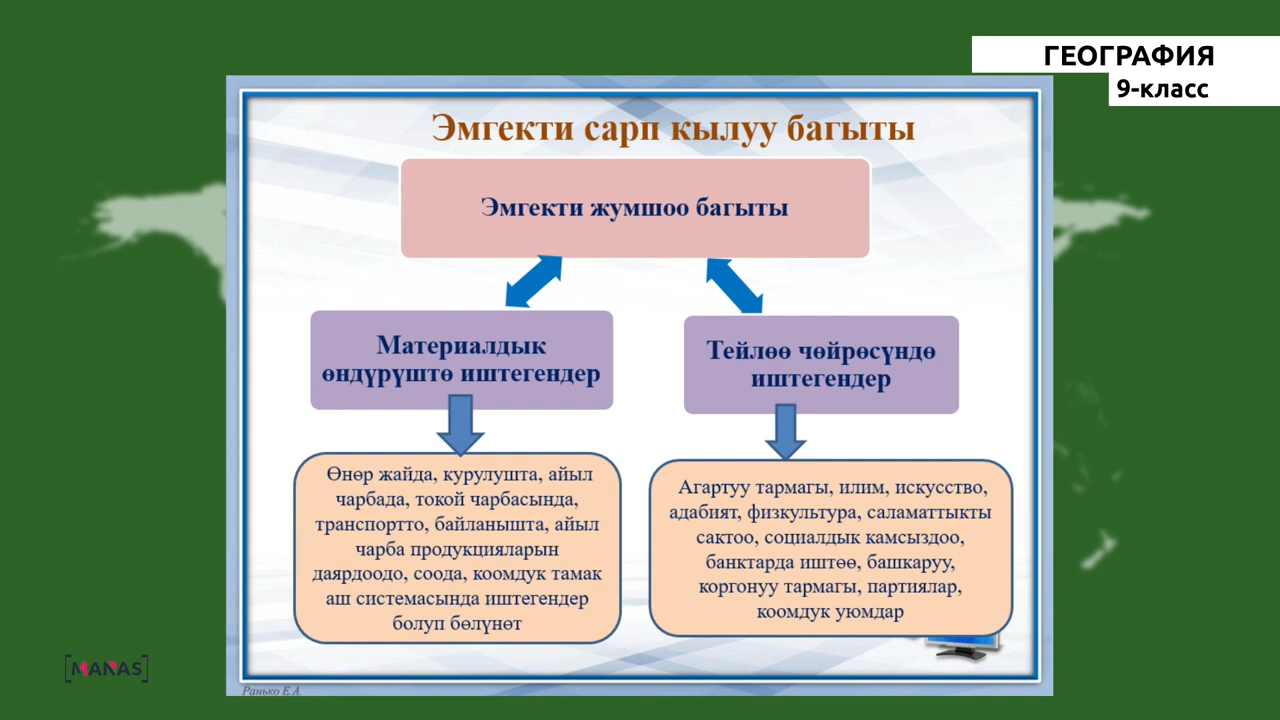 ГЕОГРАФИЯ
9-класс
Эмгекти сарп кылуу багыты
Эмгекти жумшоо багыты
Материалдык
өндүрүштө иштегендер
Тейлөө чөйрөсүндө
иштегендер
Өнөр жайда, курулушта, айыл
чарбада, токой чарбасында,
транспортто, байланышта, айыл
чарба продукцияларын
даярдоодо, соода, коомдук тамак
аш системасында иштегендер
болуп бөлүнөт
Агартуу тармагы, илим, искусство,
адабият, физкультура, саламаттыкты
сактоо, социалдык камсыздоо,
банктарда иштөө, башкаруу,
коргонуу тармагы, партиялар,
коомдук уюмдар
[MANAS]
Ранько Е.А.